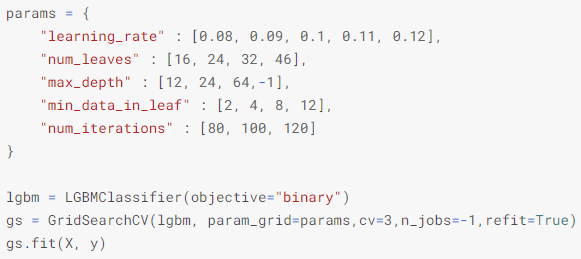 params = {
    "learning_rate" : [0.08, 0.09, 0.1, 0.11, 0.12],
    "num_leaves" : [16, 24, 32, 46],
    "max_depth" : [12, 24, 64,-1],
    "min_data_in_leaf" : [2, 4, 8, 12],
    "num_iterations" : [80, 100, 120]
}
lgbm = LGBMClassifier(objective="binary")
gs = GridSearchCV(lgbm, param_grid=params,cv=3,n_jobs=-1,refit=True)
gs.fit(X, y)